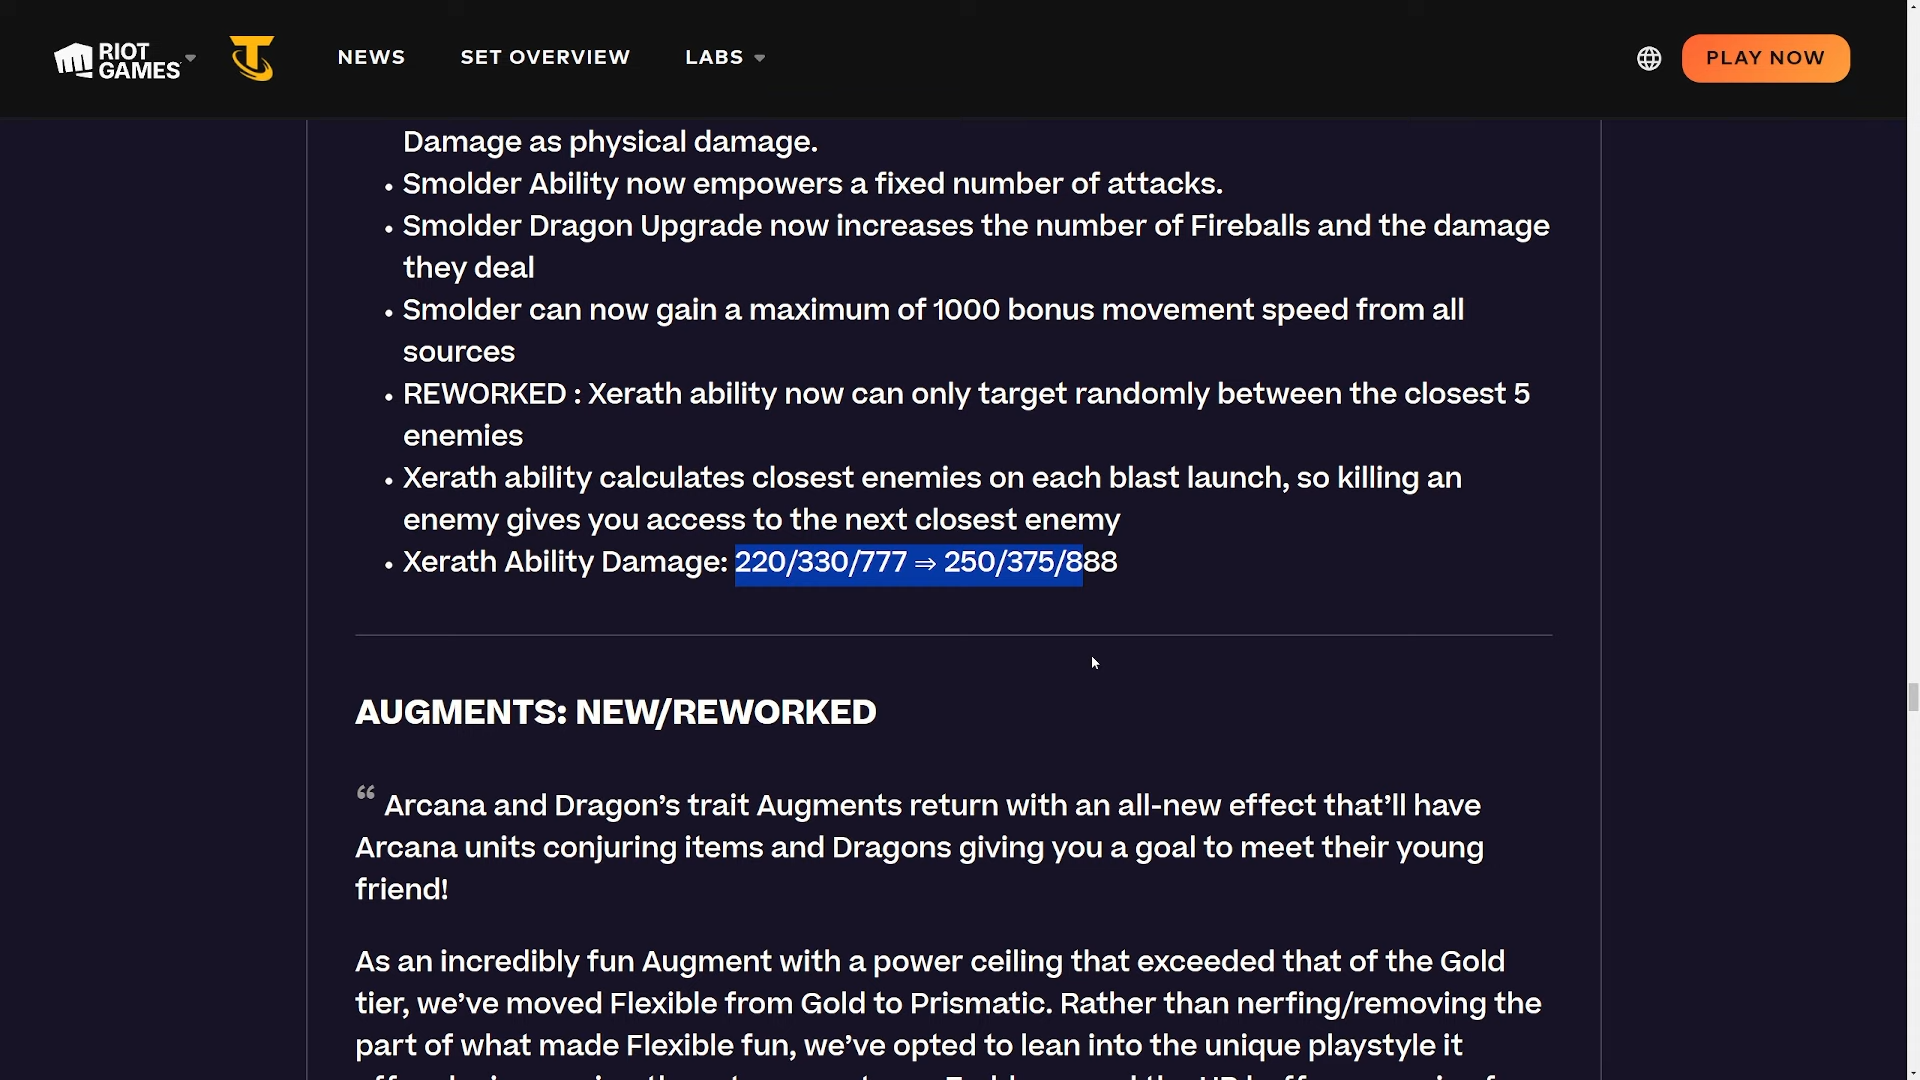 RIOT GAMES
NEWS
SET OVERVIEW
LABS
PLAY NOW
Damage as physical damage.
• Smolder Ability now empowers a fixed number of attacks.
• Smolder Dragon Upgrade now increases the number of Fireballs and the damage
they deal
• Smolder can now gain a maximum of 1000 bonus movement speed from all
sources
• REWORKED : Xerath ability now can only target randomly between the closest 5
enemies
• Xerath ability calculates closest enemies on each blast launch, so killing an
enemy gives you access to the next closest enemy
• Xerath Ability Damage: 220/330/777 ⇒ 250/375/888
AUGMENTS: NEW/REWORKED
“ Arcana and Dragon’s trait Augments return with an all-new effect that’ll have
Arcana units conjuring items and Dragons giving you a goal to meet their young
friend!
As an incredibly fun Augment with a power ceiling that exceeded that of the Gold
tier, we’ve moved Flexible from Gold to Prismatic. Rather than nerfing/removing the
part of what made Flexible fun, we’ve opted to lean into the unique playstyle it